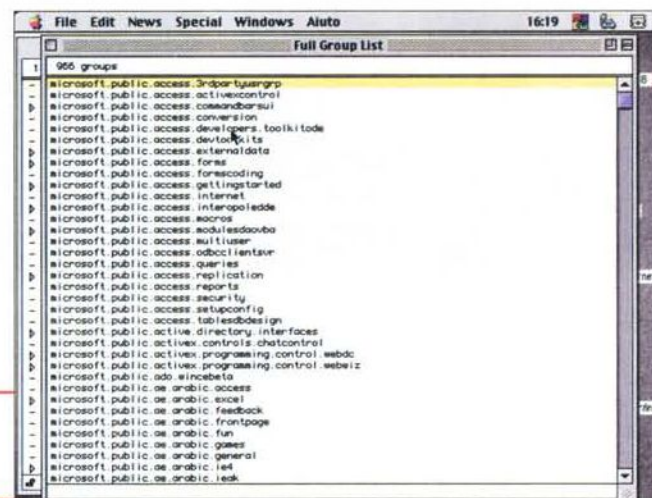 File Edit News Special Windows Aiuto 16:19
Full Group List
966 groups
microsoft.public.access.3rdpartyusrgrp
microsoft.public.access.activexcontrol
microsoft.public.access.commandbarsui
microsoft.public.access.conversion
microsoft.public.access.developers.toolkitode
microsoft.public.access.devtoolkits
microsoft.public.access.externaldata
microsoft.public.access.forms
microsoft.public.access.formscoding
microsoft.public.access.gettingstarted
microsoft.public.access.internet
microsoft.public.access.interopoledde
microsoft.public.access.macros
microsoft.public.access.modulesdaovba
microsoft.public.access.multiuser
microsoft.public.access.odbcclientsvr
microsoft.public.access.queries
microsoft.public.access.replication
microsoft.public.access.reports
microsoft.public.access.security
microsoft.public.access.setupconfig
microsoft.public.access.tablesdbdesign
microsoft.public.active.directory.interfaces
microsoft.public.activex.controls.chatcontrol
microsoft.public.activex.programming.control.webdc
microsoft.public.activex.programming.control.webwiz
microsoft.public.ado.wincebeta
microsoft.public.ae.arabic.access
microsoft.public.ae.arabic.excel
microsoft.public.ae.arabic.feedback
microsoft.public.ae.arabic.frontpage
microsoft.public.ae.arabic.fun
microsoft.public.ae.arabic.games
microsoft.public.ae.arabic.general
microsoft.public.ae.arabic.ie4
microsoft.public.ae.arabic.ieak